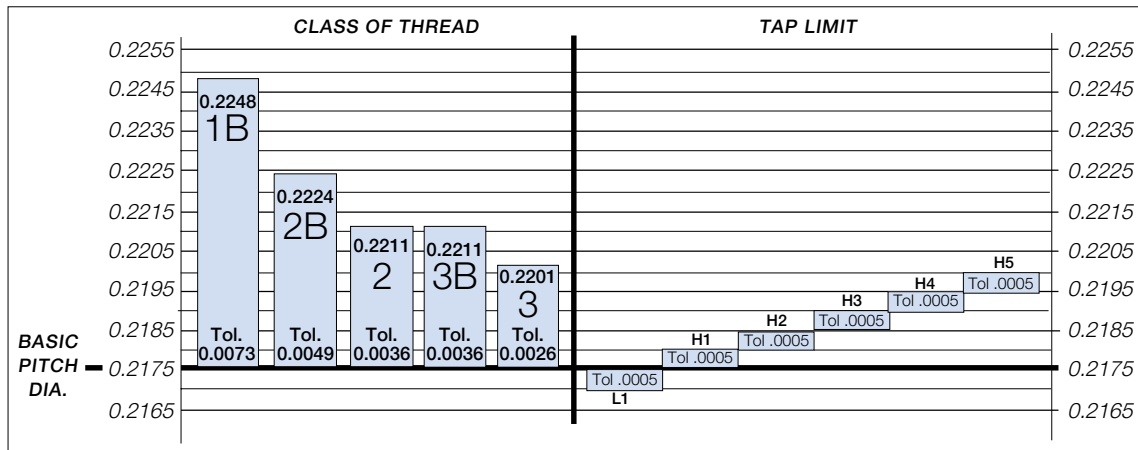 CLASS OF THREAD
TAP LIMIT
0.2255
0.2245
0.2235
0.2225
0.2215
0.2205
0.2195
0.2185
0.2175
0.2165
BASIC
PITCH
DIA.
0.2248
1B
Tol.
0.0073
0.2224
2B
Tol.
0.0049
0.2211
2
Tol.
0.0036
0.2211
3B
Tol.
0.0036
0.2201
3
Tol.
0.0026
Tol .0005
L1
H1
Tol .0005
H2
Tol .0005
H3
Tol .0005
H4
Tol .0005
H5
Tol .0005
0.2255
0.2245
0.2235
0.2225
0.2215
0.2205
0.2195
0.2185
0.2175
0.2165